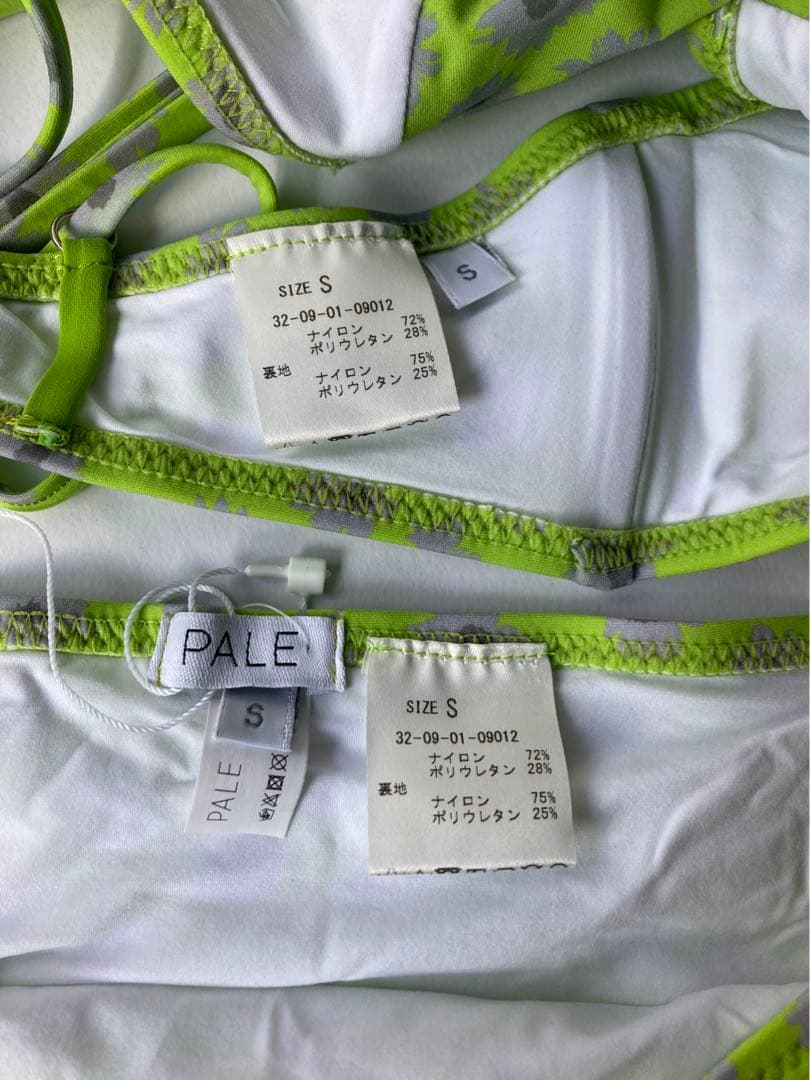 SIZE S
32-09-01-09012
ナイロン 72%
ポリウレタン 28%
裏地 ナイロン 75%
ポリウレタン 25%
S
PALE
S
PALE
SIZE S
32-09-01-09012
ナイロン 72%
ポリウレタン 28%
裏地
ナイロン 75%
ポリウレタン 25%